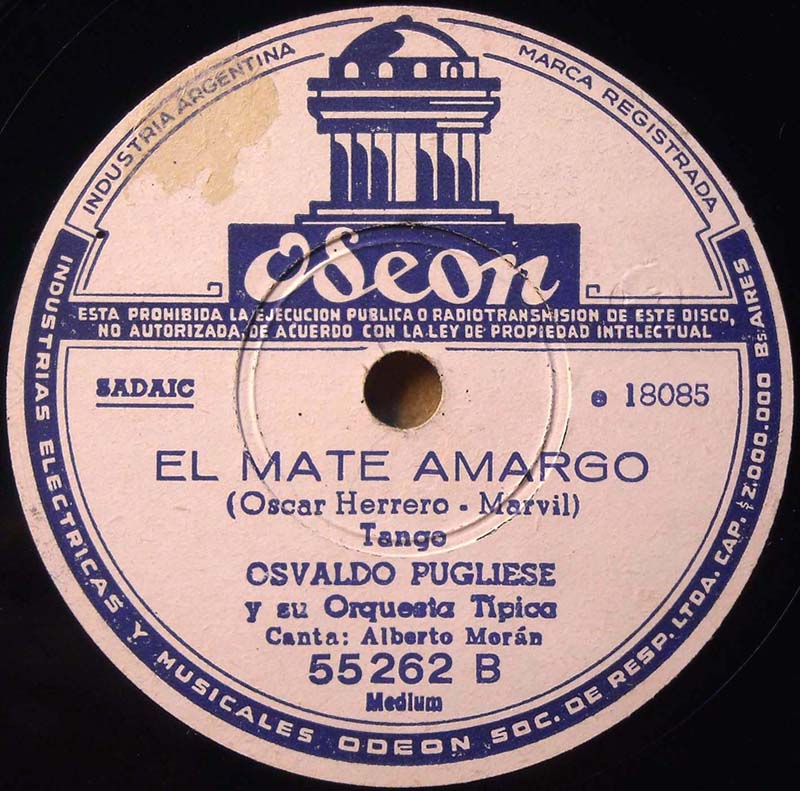 INDUSTRIA ARGENTINA
MARCA REGISTRADA
Odeon
ESTA PROHIBIDA LA EJECUCION PUBLICA O RADIOTRANSMISION DE ESTE DISCO,
NO AUTORIZADA DE ACUERDO CON LA LEY DE PROPIEDAD INTELECTUAL
SADAIC
e 18085
EL MATE AMARGO
(Oscar Herrero - Marvil)
Tango
OSVALDO PUGLIESE
y su Orquesta Típica
Canta: Alberto Morán
55262 B
Medium
INDUSTRIAS ELECTRICAS Y MUSICALES ODEON SOC. DE RESP. LTDA. CAP. $2.000.000 Bs. AIRES